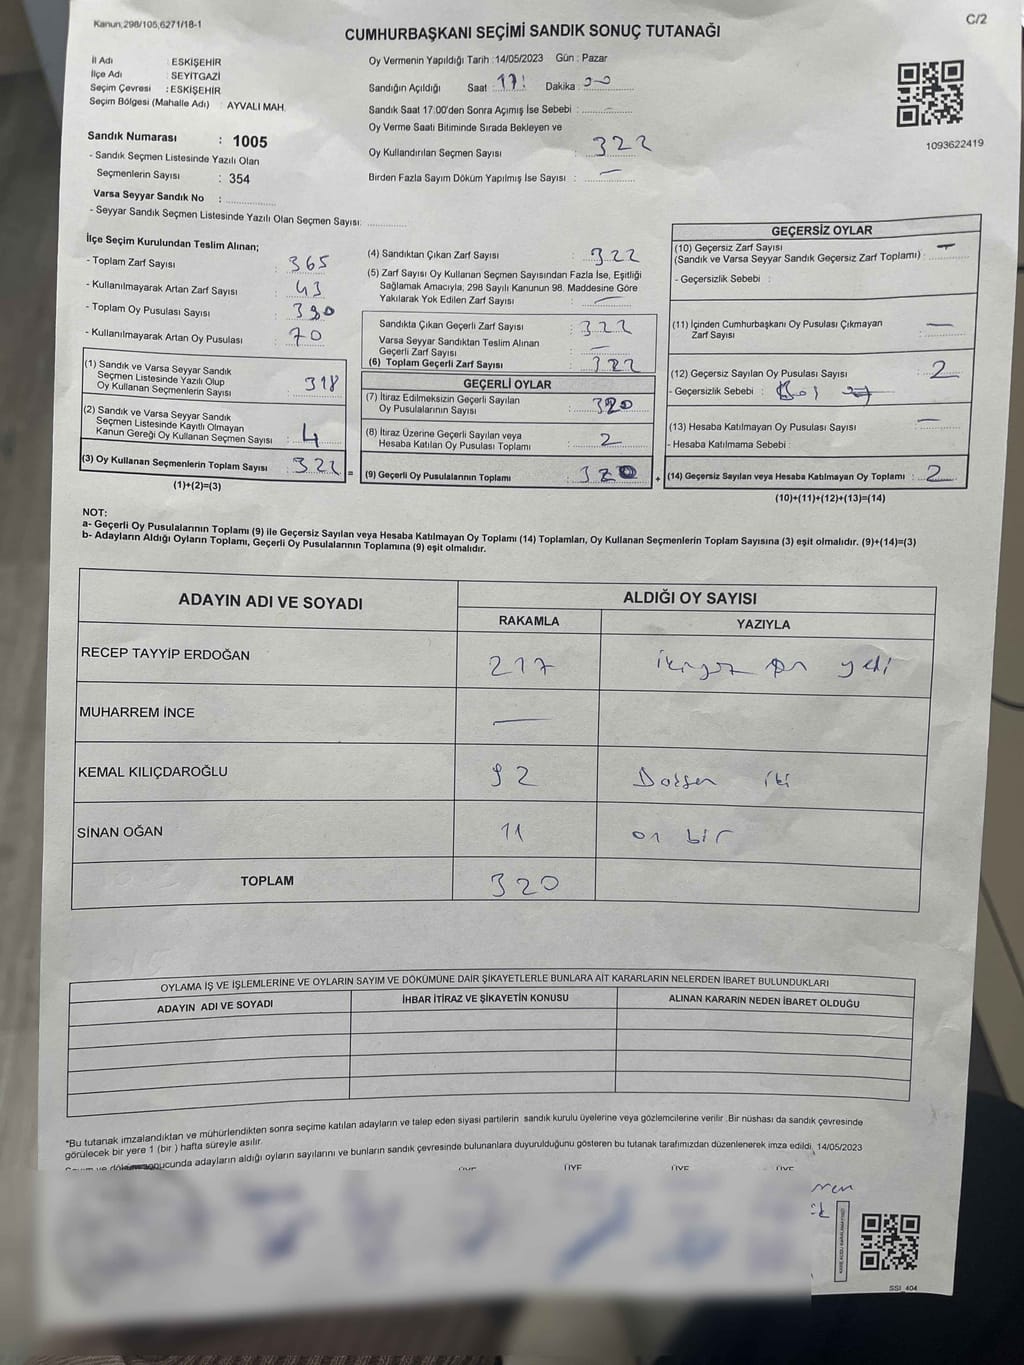 Kanun,298/105,6271/18-1
C/2
CUMHURBAŞKANI SEÇİMİ SANDIK SONUÇ TUTANAĞI
İl Adı : ESKİŞEHİR
İlçe Adı : SEYİTGAZİ
Seçim Çevresi : ESKİŞEHİR
Seçim Bölgesi (Mahalle Adı) : AYVALI MAH.
Sandık Numarası : 1005
- Sandık Seçmen Listesinde Yazılı Olan
Seçmenlerin Sayısı : 354
Varsa Seyyar Sandık No :
- Seyyar Sandık Seçmen Listesinde Yazılı Olan Seçmen Sayısı:
Oy Vermenin Yapıldığı Tarih :14/05/2023 Gün : Pazar
Sandığın Açıldığı Saat : 17: Dakika : 00
Sandık Saat 17:00'den Sonra Açımış İse Sebebi :
Oy Verme Saati Bitiminde Sırada Bekleyen ve
Oy Kullandırılan Seçmen Sayısı : 322
Birden Fazla Sayım Döküm Yapılmış İse Sayısı : —
1093622419
İlçe Seçim Kurulundan Teslim Alınan;
- Toplam Zarf Sayısı : 365
- Kullanılmayarak Artan Zarf Sayısı : 43
- Toplam Oy Pusulası Sayısı : 390
- Kullanılmayarak Artan Oy Pusulası : 70
(1) Sandık ve Varsa Seyyar Sandık
Seçmen Listesinde Yazılı Olup
Oy Kullanan Seçmenlerin Sayısı : 318
(2) Sandık ve Varsa Seyyar Sandık
Seçmen Listesinde Kayıtlı Olmayan
Kanun Gereği Oy Kullanan Seçmen Sayısı : 4
(3) Oy Kullanan Seçmenlerin Toplam Sayısı : 322 =
(1)+(2)=(3)
(4) Sandıktan Çıkan Zarf Sayısı : 322
(5) Zarf Sayısı Oy Kullanan Seçmen Sayısından Fazla İse, Eşitliği
Sağlamak Amacıyla, 298 Sayılı Kanunun 98. Maddesine Göre
Yakılarak Yok Edilen Zarf Sayısı : —
Sandıkta Çıkan Geçerli Zarf Sayısı : 322
Varsa Seyyar Sandıktan Teslim Alınan
Geçerli Zarf Sayısı : —
(6) Toplam Geçerli Zarf Sayısı : 322
GEÇERLİ OYLAR
(7) İtiraz Edilmeksizin Geçerli Sayılan
Oy Pusulalarının Sayısı : 320
(8) İtiraz Üzerine Geçerli Sayılan veya
Hesaba Katılan Oy Pusulası Toplamı : 2
(9) Geçerli Oy Pusulalarının Toplamı : 320 +
GEÇERSİZ OYLAR
(10) Geçersiz Zarf Sayısı —
(Sandık ve Varsa Seyyar Sandık Geçersiz Zarf Toplamı) :
- Geçersizlik Sebebi :
(11) İçinden Cumhurbaşkanı Oy Pusulası Çıkmayan
Zarf Sayısı : —
(12) Geçersiz Sayılan Oy Pusulası Sayısı : 2
- Geçersizlik Sebebi :
(13) Hesaba Katılmayan Oy Pusulası Sayısı : —
- Hesaba Katılmama Sebebi :
(14) Geçersiz Sayılan veya Hesaba Katılmayan Oy Toplamı : 2
(10)+(11)+(12)+(13)=(14)
NOT:
a- Geçerli Oy Pusulalarının Toplamı (9) ile Geçersiz Sayılan veya Hesaba Katılmayan Oy Toplamı (14) Toplamları, Oy Kullanan Seçmenlerin Toplam Sayısına (3) eşit olmalıdır. (9)+(14)=(3)
b- Adayların Aldığı Oyların Toplamı, Geçerli Oy Pusulalarının Toplamına (9) eşit olmalıdır.
ADAYIN ADI VE SOYADI
ALDIĞI OY SAYISI
RAKAMLA YAZIYLA
RECEP TAYYİP ERDOĞAN 217 ikiyüz on yedi
MUHARREM İNCE —
KEMAL KILIÇDAROĞLU 92 Doksan iki
SİNAN OĞAN 11 on bir
TOPLAM 320
OYLAMA İŞ VE İŞLEMLERİNE VE OYLARIN SAYIM VE DÖKÜMÜNE DAİR ŞİKAYETLERLE BUNLARA AİT KARARLARIN NELERDEN İBARET BULUNDUKLARI
ADAYIN ADI VE SOYADI İHBAR İTİRAZ VE ŞİKAYETİN KONUSU ALINAN KARARIN NEDEN İBARET OLDUĞU
*Bu tutanak imzalandıktan ve mühürlendikten sonra seçime katılan adayların ve talep eden siyasi partilerin sandık kurulu üyelerine veya gözlemcilerine verilir .Bir nüshası da sandık çevresinde
görülecek bir yere 1 (bir ) hafta süreyle asılır.
Sayım ve döküm sonucunda adayların aldığı oyların sayılarını ve bunların sandık çevresinde bulunanlara duyurulduğunu gösteren bu tutanak tarafımızdan düzenlenerek imza edildi, 14/05/2023
ÜYE ÜYE ÜYE ÜYE
SSI_404